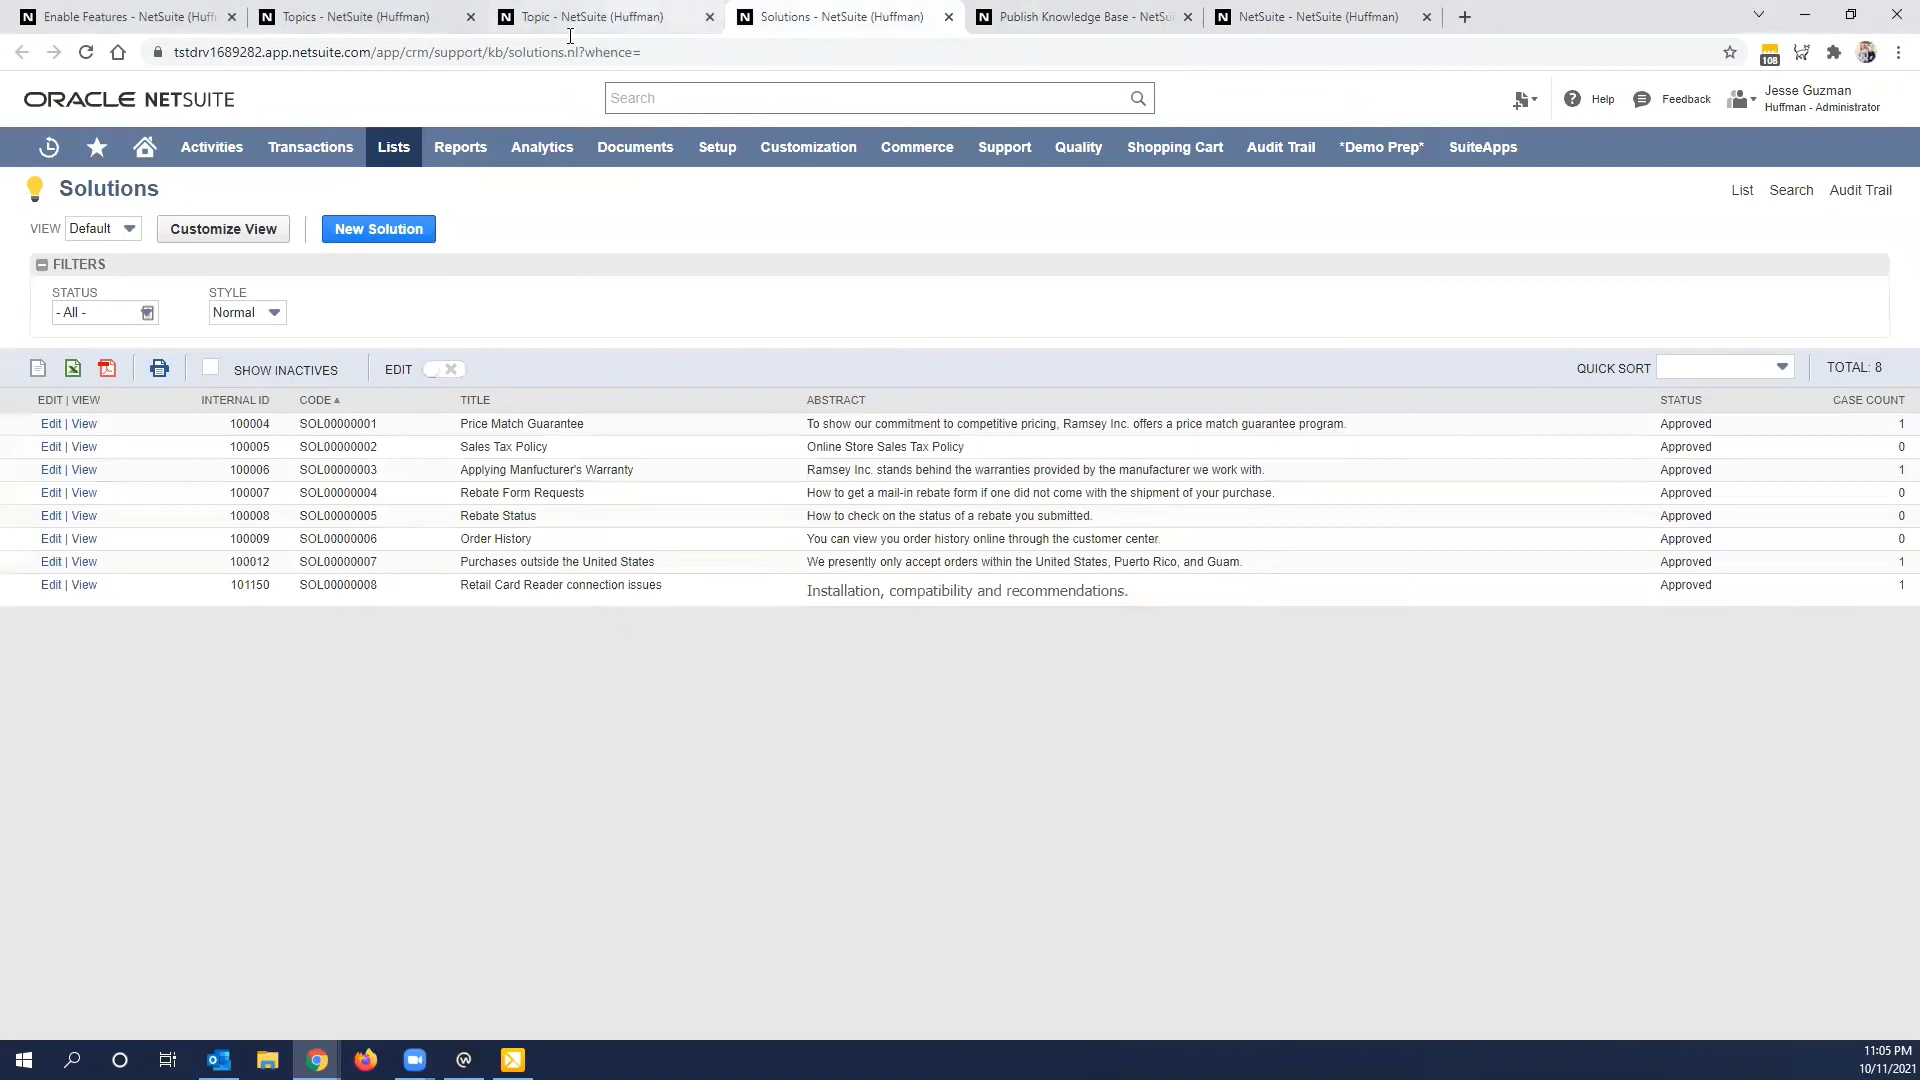 Enable Features - NetSuite (Huff
Topics - NetSuite (Huffman)
Topic - NetSuite (Huffman)
Solutions - NetSuite (Huffman)
Publish Knowledge Base - NetSu
NetSuite - NetSuite (Huffman)
tstdrv1689282.app.netsuite.com/app/crm/support/kb/solutions.nl?whence=
108
ORACLE NETSUITE
Search
Help
Feedback
Jesse Guzman
Huffman - Administrator
Activities
Transactions
Lists
Reports
Analytics
Documents
Setup
Customization
Commerce
Support
Quality
Shopping Cart
Audit Trail
*Demo Prep*
SuiteApps
Solutions
List
Search
Audit Trail
VIEW
Default
Customize View
New Solution
FILTERS
STATUS
STYLE
- All -
Normal
SHOW INACTIVES
EDIT
QUICK SORT
TOTAL: 8
EDIT | VIEW INTERNAL ID CODE TITLE ABSTRACT STATUS CASE COUNT
Edit | View 100004 SOL00000001 Price Match Guarantee To show our commitment to competitive pricing, Ramsey Inc. offers a price match guarantee program. Approved 1
Edit | View 100005 SOL00000002 Sales Tax Policy Online Store Sales Tax Policy Approved 0
Edit | View 100006 SOL00000003 Applying Manfucturer's Warranty Ramsey Inc. stands behind the warranties provided by the manufacturer we work with. Approved 1
Edit | View 100007 SOL00000004 Rebate Form Requests How to get a mail-in rebate form if one did not come with the shipment of your purchase. Approved 0
Edit | View 100008 SOL00000005 Rebate Status How to check on the status of a rebate you submitted. Approved 0
Edit | View 100009 SOL00000006 Order History You can view you order history online through the customer center. Approved 0
Edit | View 100012 SOL00000007 Purchases outside the United States We presently only accept orders within the United States, Puerto Rico, and Guam. Approved 1
Edit | View 101150 SOL00000008 Retail Card Reader connection issues Installation, compatibility and recommendations. Approved 1
11:05 PM
10/11/2021